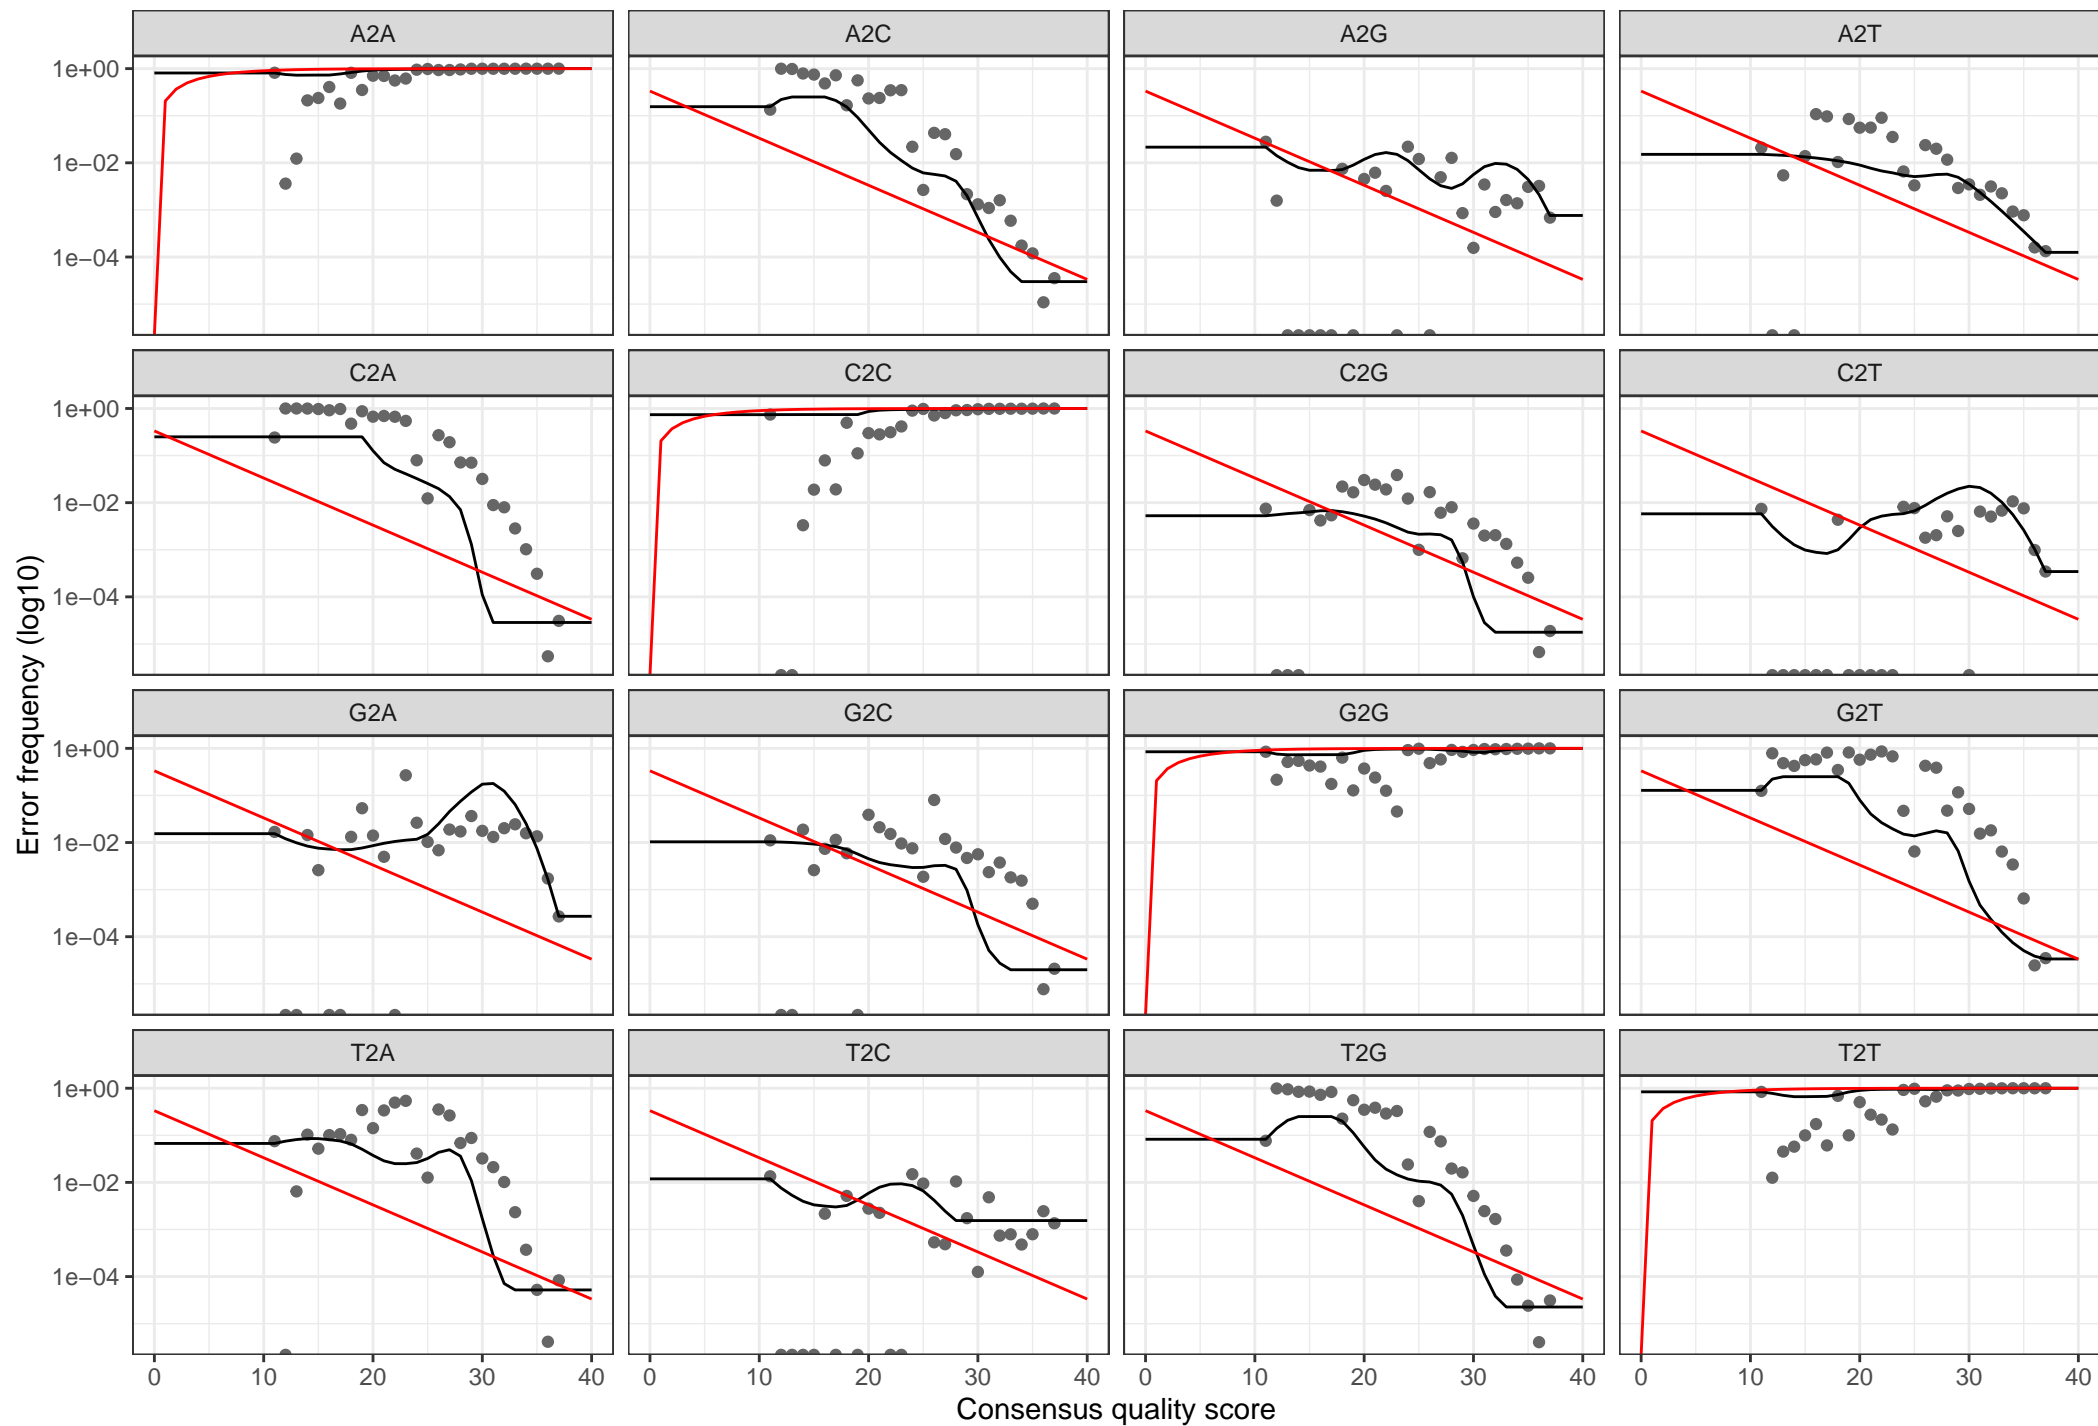 A2A A2C A2G A2T
1e+00
1e−02
1e−04
C2A C2C C2G C2T
1e+00
1e−02
1e−04
G2A G2C G2G G2T
1e+00
1e−02
1e−04
T2A T2C T2G T2T
1e+00
1e−02
1e−04
0 10 20 30 40 0 10 20 30 40 0 10 20 30 40 0 10 20 30 40
Consensus quality score
Error frequency (log10)